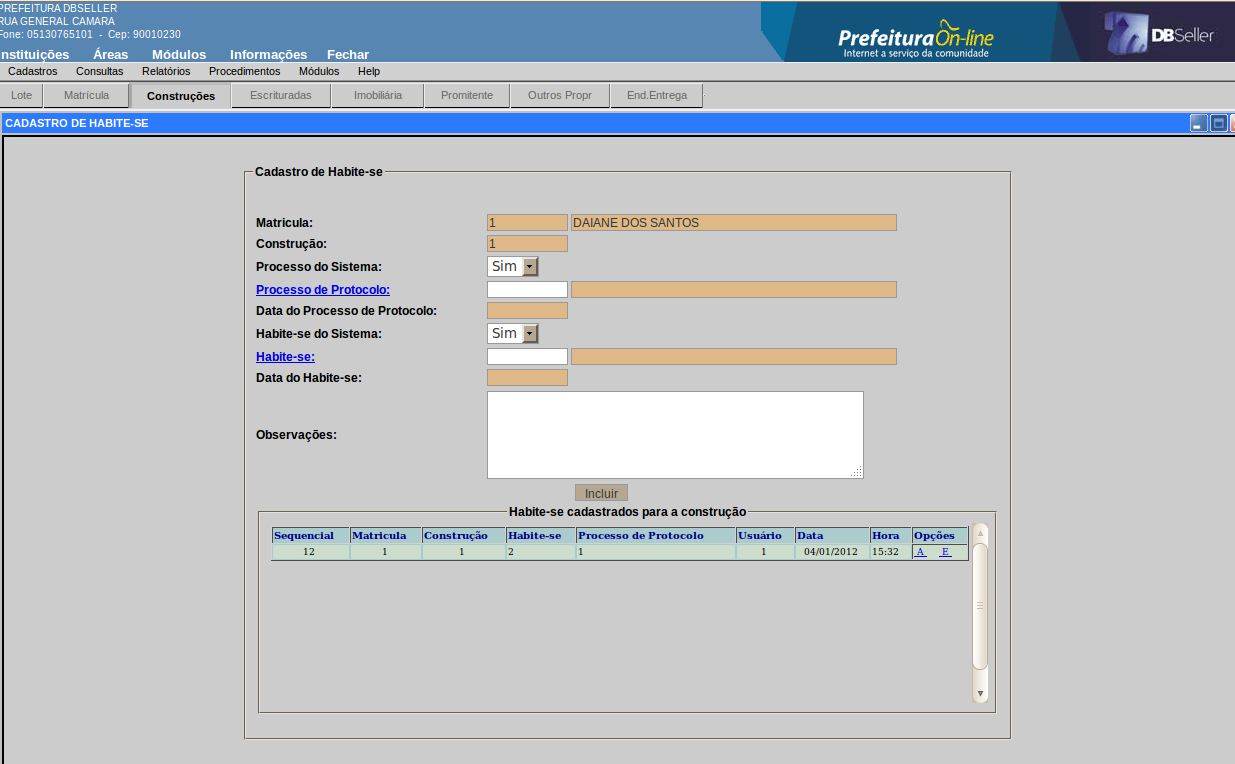 PREFEITURA DBSELLER
RUA GENERAL CAMARA
Fone: 05130765101 - Cep: 90010230
nstituições Áreas Módulos Informações Fechar
Prefeitura On-line
Internet a serviço da comunidade
DBSeller
Cadastros Consultas Relatórios Procedimentos Módulos Help
Lote Matrícula Construções Escrituradas Imobiliária Promitente Outros Propr End.Entrega
CADASTRO DE HABITE-SE
Cadastro de Habite-se
Matricula: 1 DAIANE DOS SANTOS
Construção: 1
Processo do Sistema: Sim
Processo de Protocolo:
Data do Processo de Protocolo:
Habite-se do Sistema: Sim
Habite-se:
Data do Habite-se:
Observações:
Incluir
Habite-se cadastrados para a construção
Sequencial Matricula Construção Habite-se Processo de Protocolo Usuário Data Hora Opções
12 1 1 2 1 1 04/01/2012 15:32 A E